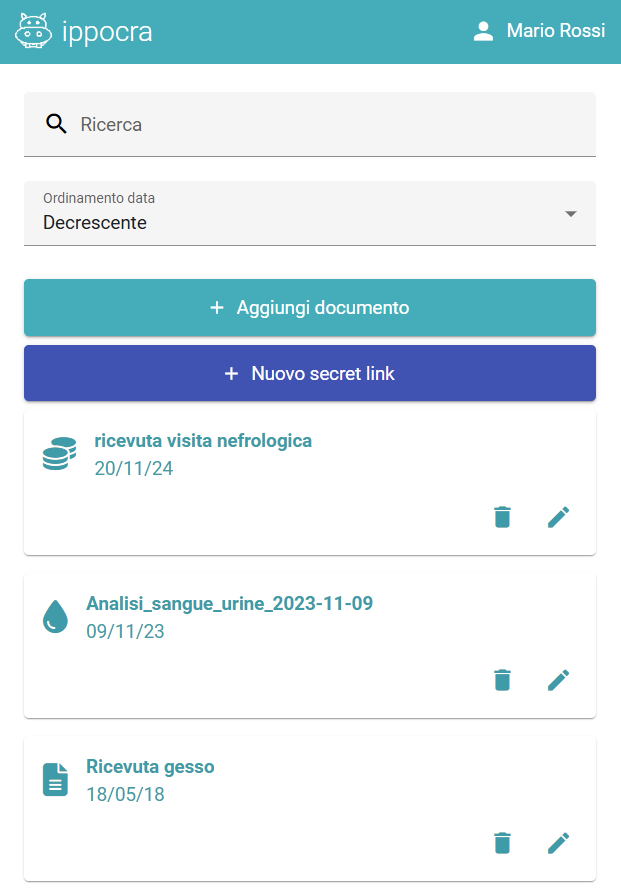 ippocra
Mario Rossi
Ricerca
Ordinamento data
Decrescente
+ Aggiungi documento
+ Nuovo secret link
ricevuta visita nefrologica
20/11/24
Analisi_sangue_urine_2023-11-09
09/11/23
Ricevuta gesso
18/05/18